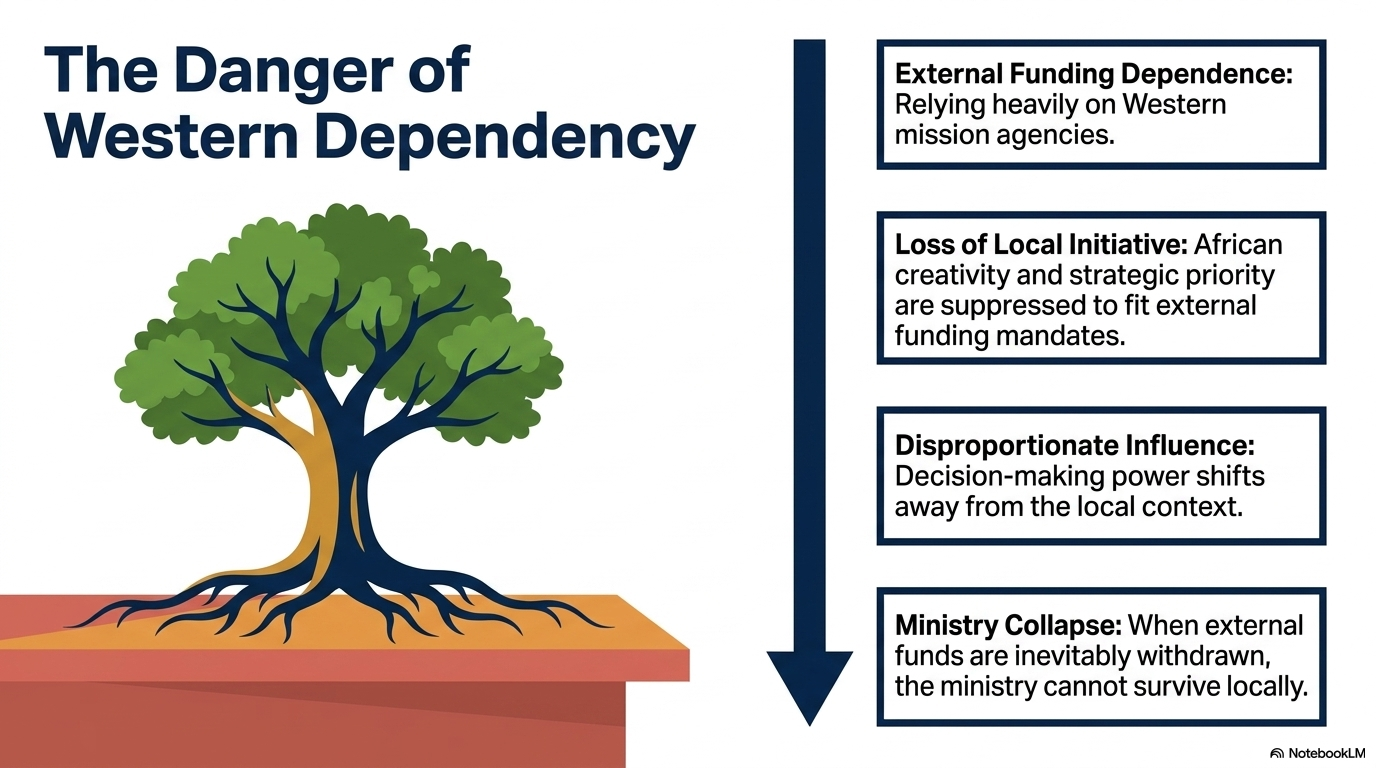 The Danger of
Western Dependency
External Funding Dependence:
Relying heavily on Western
mission agencies.
Loss of Local Initiative: African
creativity and strategic priority
are suppressed to fit external
funding mandates.
Disproportionate Influence:
Decision-making power shifts
away from the local context.
Ministry Collapse: When external
funds are inevitably withdrawn,
the ministry cannot survive locally.
NotebookLM